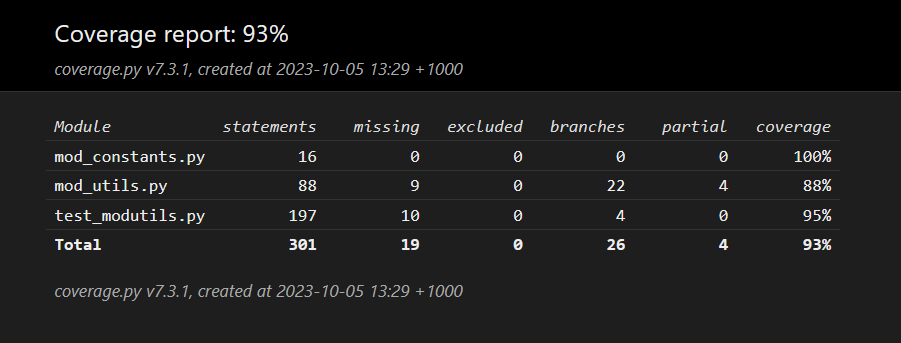 Coverage report: 93%
coverage.py v7.3.1, created at 2023-10-05 13:29 +1000
Module statements missing excluded branches partial coverage
mod_constants.py 16 0 0 0 0 100%
mod_utils.py 88 9 0 22 4 88%
test_modutils.py 197 10 0 4 0 95%
Total 301 19 0 26 4 93%
coverage.py v7.3.1, created at 2023-10-05 13:29 +1000